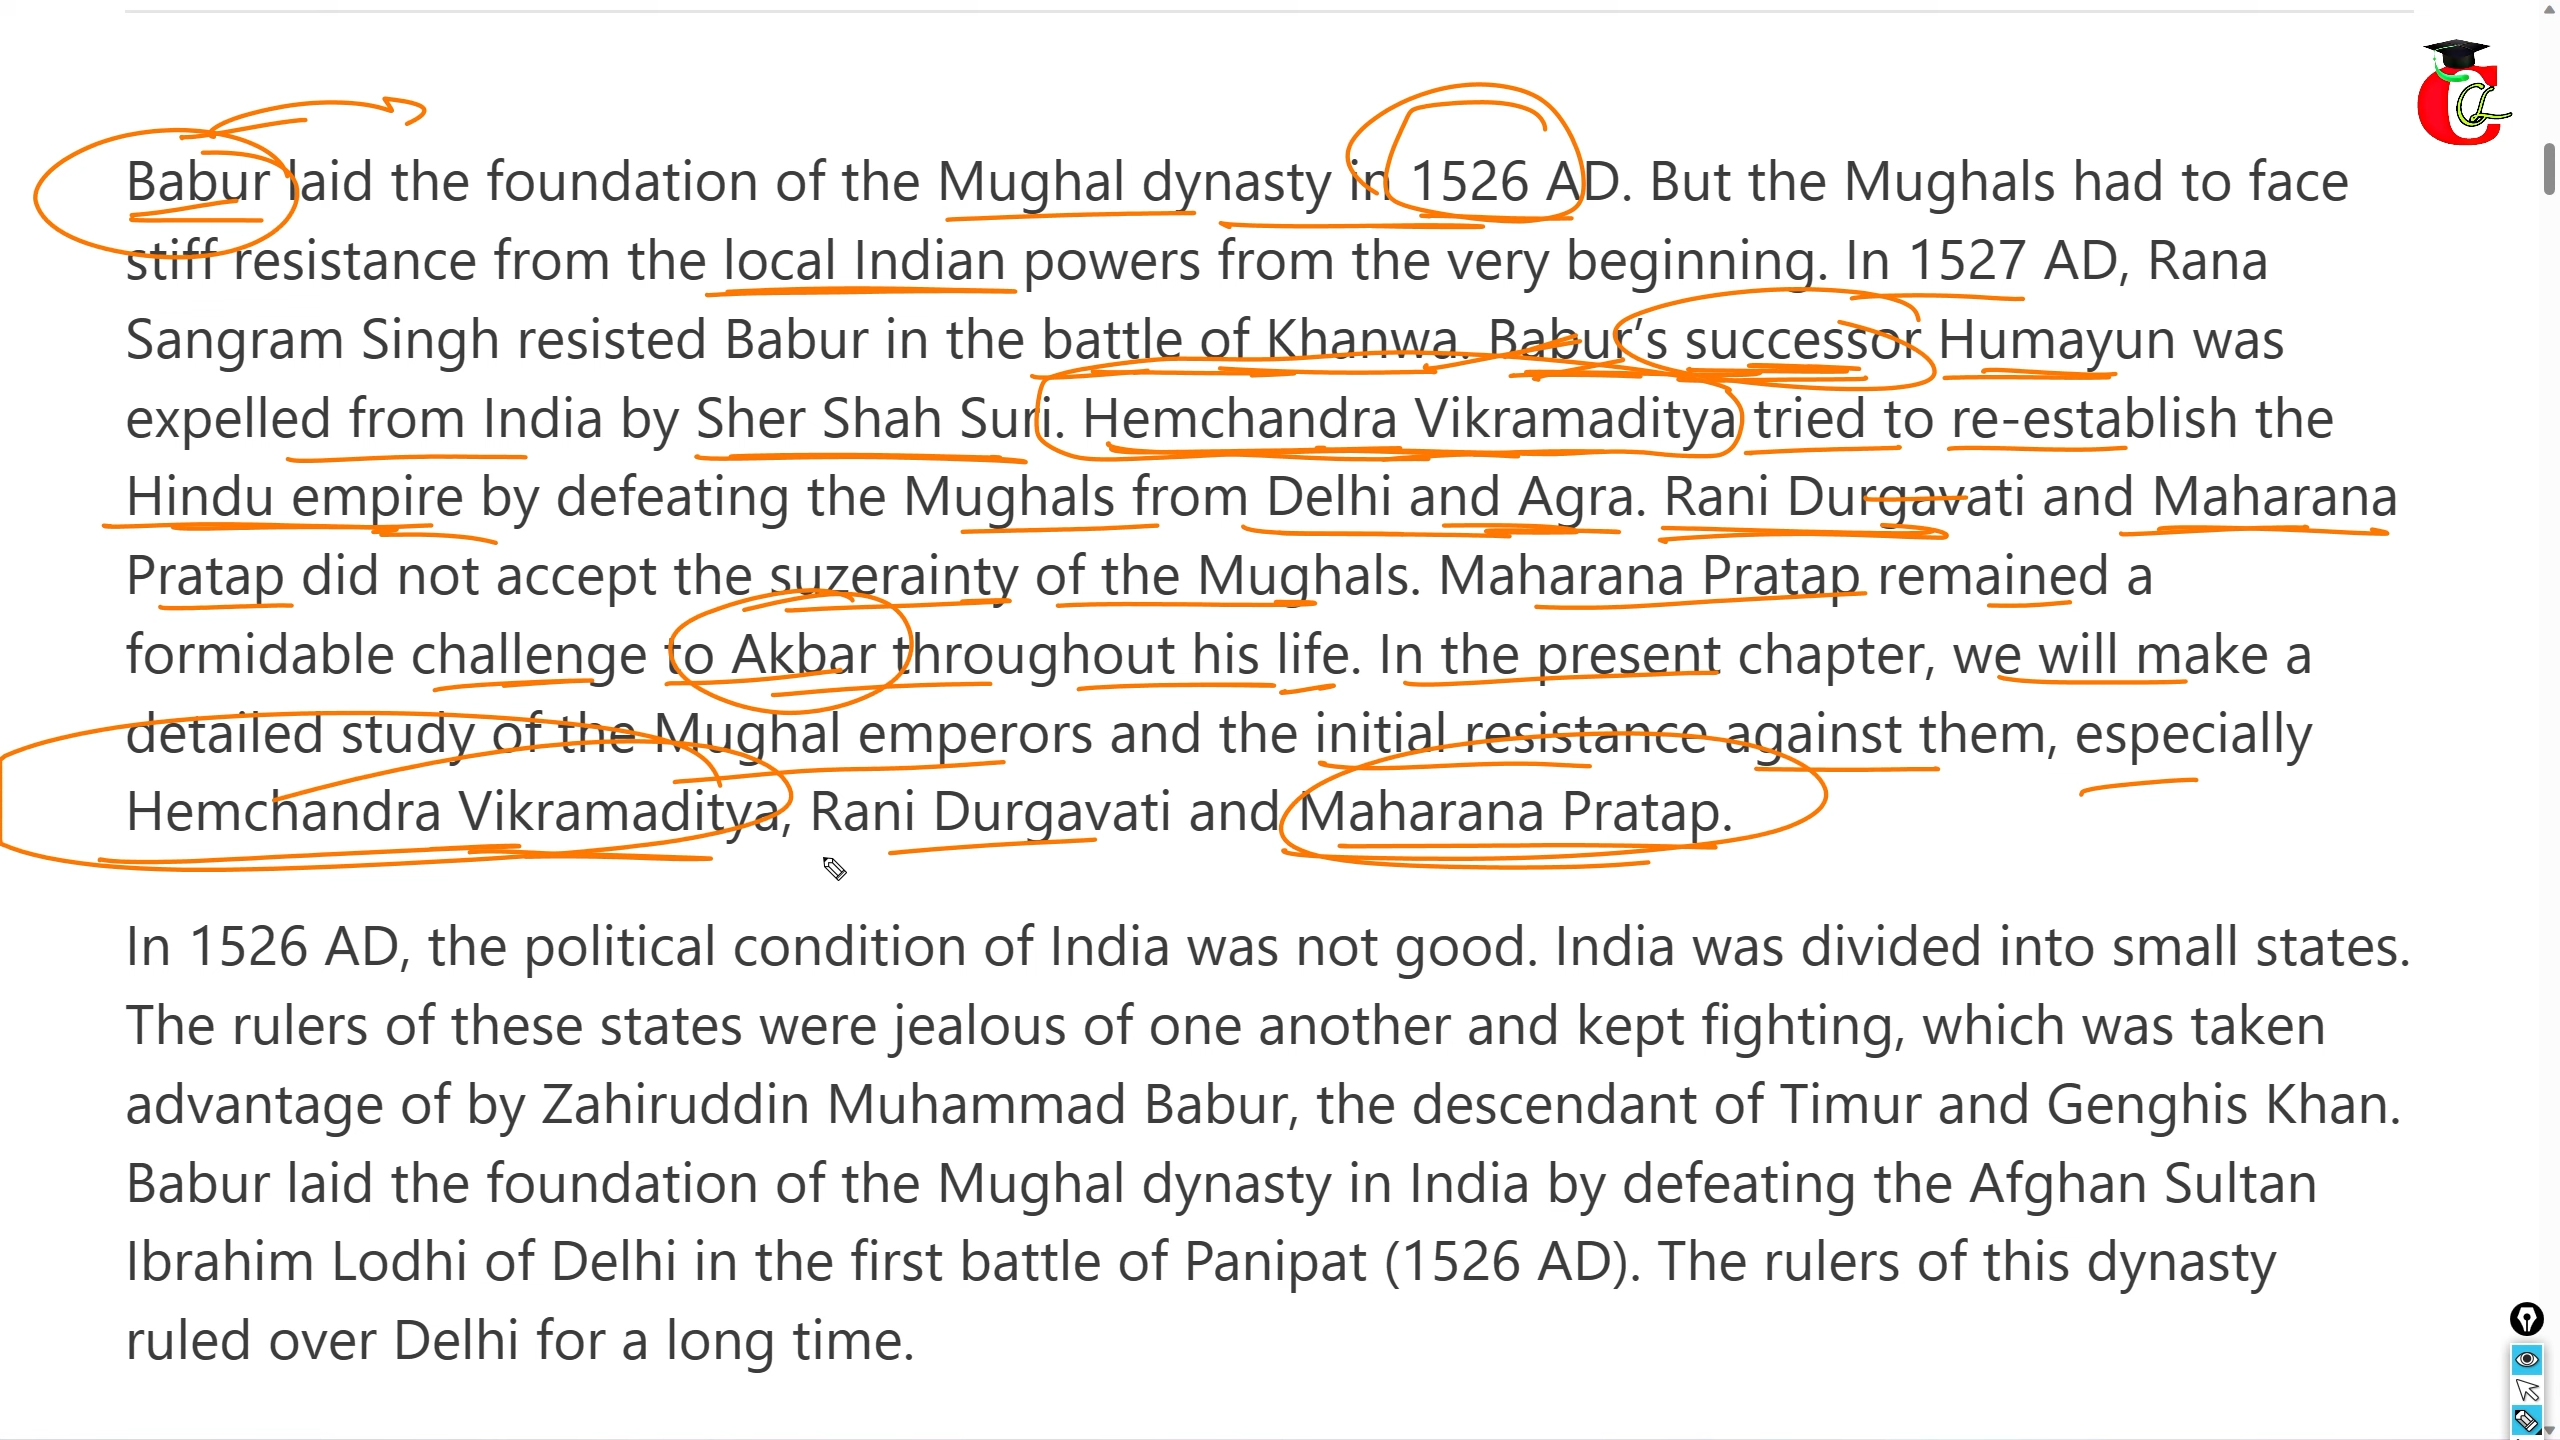 Babur laid the foundation of the Mughal dynasty in 1526 AD. But the Mughals had to face
stiff resistance from the local Indian powers from the very beginning. In 1527 AD, Rana
Sangram Singh resisted Babur in the battle of Khanwa. Babur’s successor Humayun was
expelled from India by Sher Shah Suri. Hemchandra Vikramaditya tried to re-establish the
Hindu empire by defeating the Mughals from Delhi and Agra. Rani Durgavati and Maharana
Pratap did not accept the suzerainty of the Mughals. Maharana Pratap remained a
formidable challenge to Akbar throughout his life. In the present chapter, we will make a
detailed study of the Mughal emperors and the initial resistance against them, especially
Hemchandra Vikramaditya, Rani Durgavati and Maharana Pratap.
In 1526 AD, the political condition of India was not good. India was divided into small states.
The rulers of these states were jealous of one another and kept fighting, which was taken
advantage of by Zahiruddin Muhammad Babur, the descendant of Timur and Genghis Khan.
Babur laid the foundation of the Mughal dynasty in India by defeating the Afghan Sultan
Ibrahim Lodhi of Delhi in the first battle of Panipat (1526 AD). The rulers of this dynasty
ruled over Delhi for a long time.